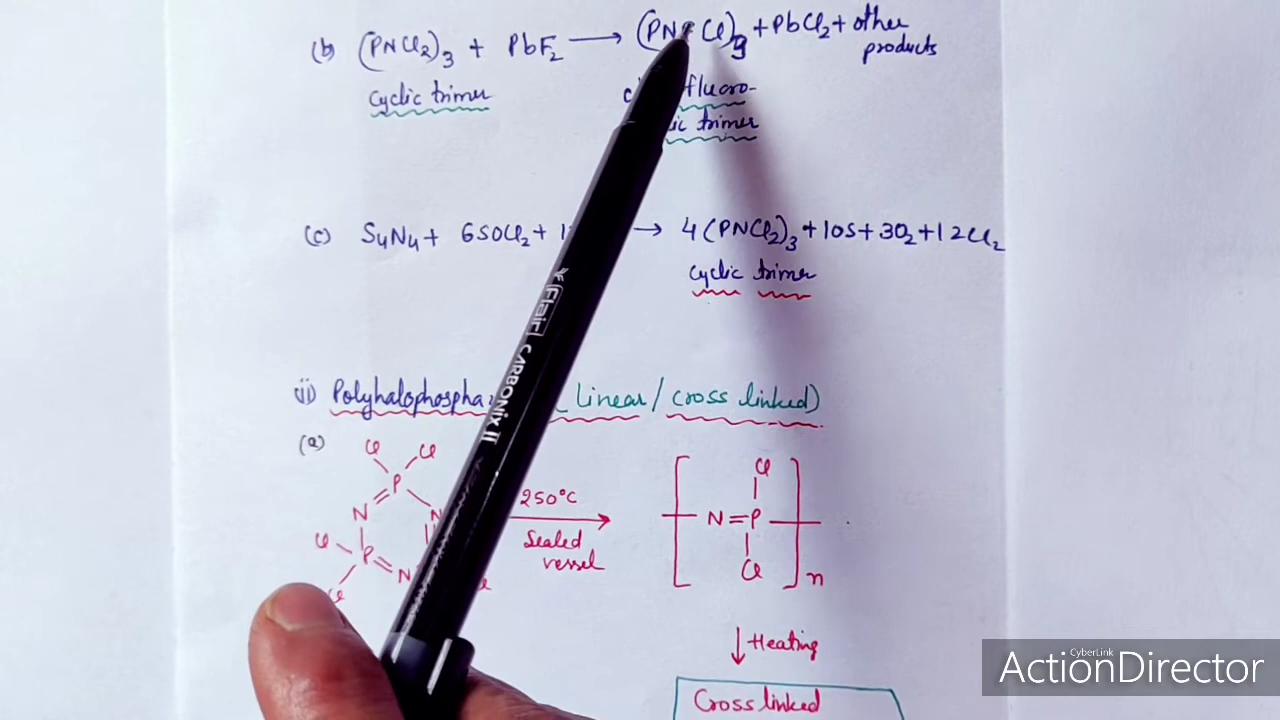 (b) (PNCl₂)₃ + PbF₂ → (PNFCl)₃ + PbCl₂ + other
products
cyclic trimer fluoro-
trimer
(c) S₄N₄ + 6SOCl₂ + → 4(PNCl₂)₃ + 10S + 3O₂ + 12Cl₂
cyclic trimer
(ii) Polyhalophospha (linear / cross linked)
(a)
Cl Cl
P
N N
Cl P N
Cl
250°C
Sealed
vessel
Cl
N=P
Cl
n
↓ Heating
Cross linked
Flair CARBONIX II
CyberLink
ActionDirector